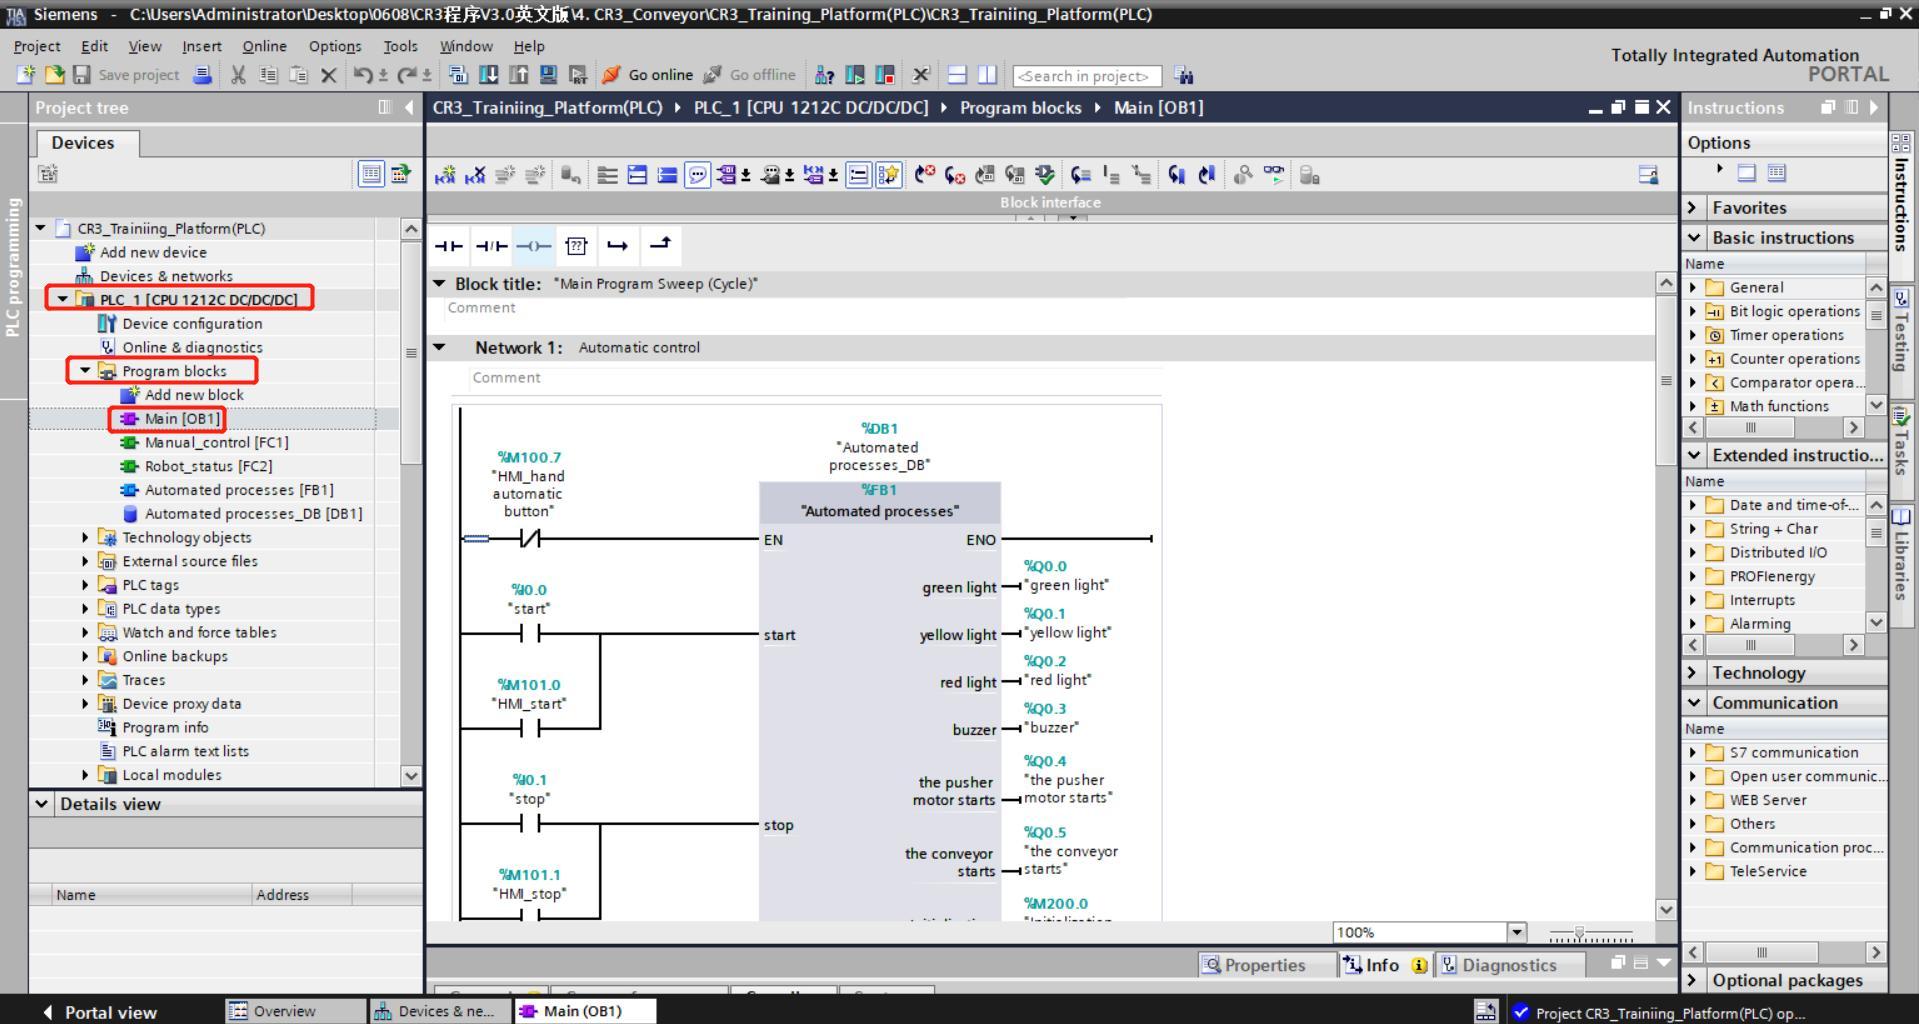 Siemens - C:\Users\Administrator\Desktop\0608\CR3程序V3.0英文版\4. CR3_Conveyor\CR3_Training_Platform(PLC)\CR3_Trainiing_Platform(PLC)
Project Edit View Insert Online Options Tools Window Help
Totally Integrated Automation
PORTAL
Save project
Go online
Go offline
<Search in project>
Project tree
Devices
PLC programming
CR3_Trainiing_Platform(PLC)
Add new device
Devices & networks
PLC_1 [CPU 1212C DC/DC/DC]
Device configuration
Online & diagnostics
Program blocks
Add new block
Main [OB1]
Manual_control [FC1]
Robot_status [FC2]
Automated processes [FB1]
Automated processes_DB [DB1]
Technology objects
External source files
PLC tags
PLC data types
Watch and force tables
Online backups
Traces
Device proxy data
Program info
PLC alarm text lists
Local modules
Details view
Name Address
CR3_Trainiing_Platform(PLC) PLC_1 [CPU 1212C DC/DC/DC] Program blocks Main [OB1]
Block interface
Block title: "Main Program Sweep (Cycle)"
Comment
Network 1: Automatic control
Comment
%DB1
"Automated
processes_DB"
%M100.7
"HMI_hand
automatic
button"
%FB1
"Automated processes"
EN ENO
%I0.0
"start"
start
%M101.0
"HMI_start"
%I0.1
"stop"
stop
%M101.1
"HMI_stop"
%Q0.0
green light "green light"
%Q0.1
yellow light "yellow light"
%Q0.2
red light "red light"
%Q0.3
buzzer "buzzer"
%Q0.4
the pusher "the pusher
motor starts motor starts"
%Q0.5
the conveyor "the conveyor
starts starts"
%M200.0
100%
Properties Info Diagnostics
Instructions
Options
Favorites
Basic instructions
Name
General
Bit logic operations
Timer operations
Counter operations
Comparator opera...
Math functions
Extended instructio...
Name
Date and time-of-...
String + Char
Distributed I/O
PROFIenergy
Interrupts
Alarming
Technology
Communication
Name
S7 communication
Open user communic...
WEB Server
Others
Communication proc...
TeleService
Optional packages
Instructions
Testing
Tasks
Libraries
Portal view
Overview
Devices & ne...
Main (OB1)
Project CR3_Trainiing_Platform(PLC) op...